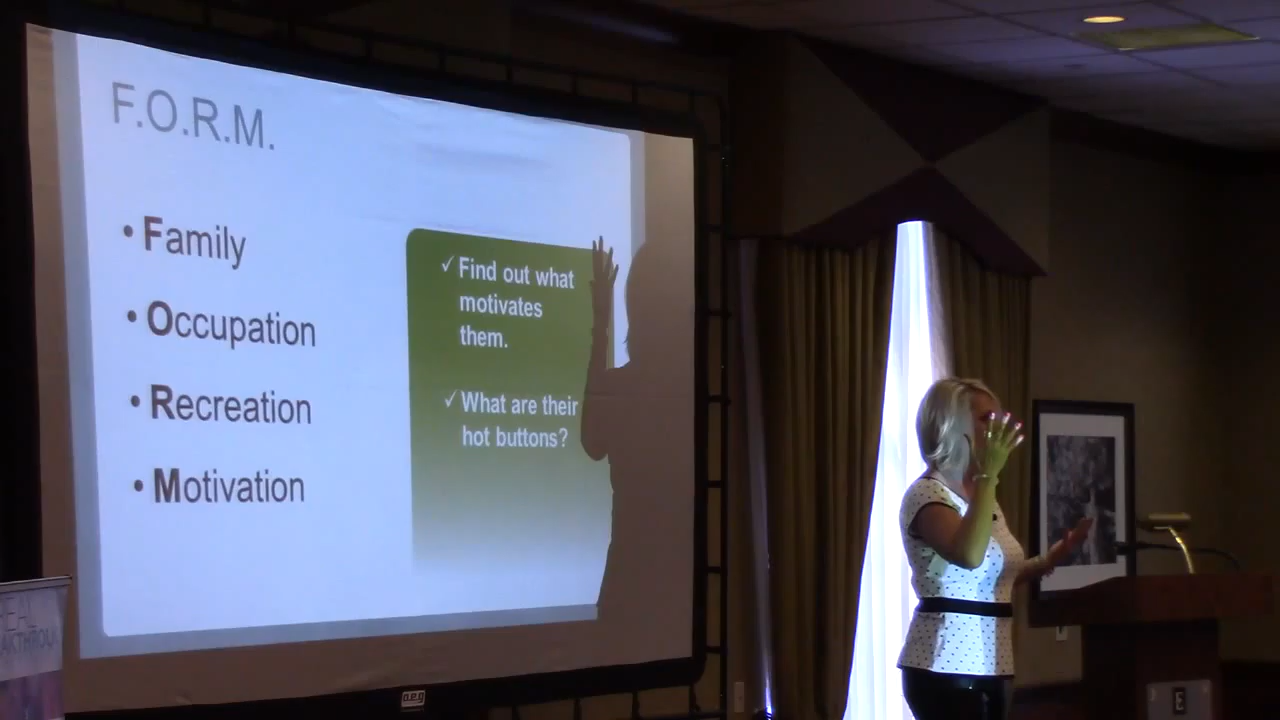 F.O.R.M.
• Family
• Occupation
• Recreation
• Motivation
✓ Find out what
motivates
them.
✓ What are their
hot buttons?
E